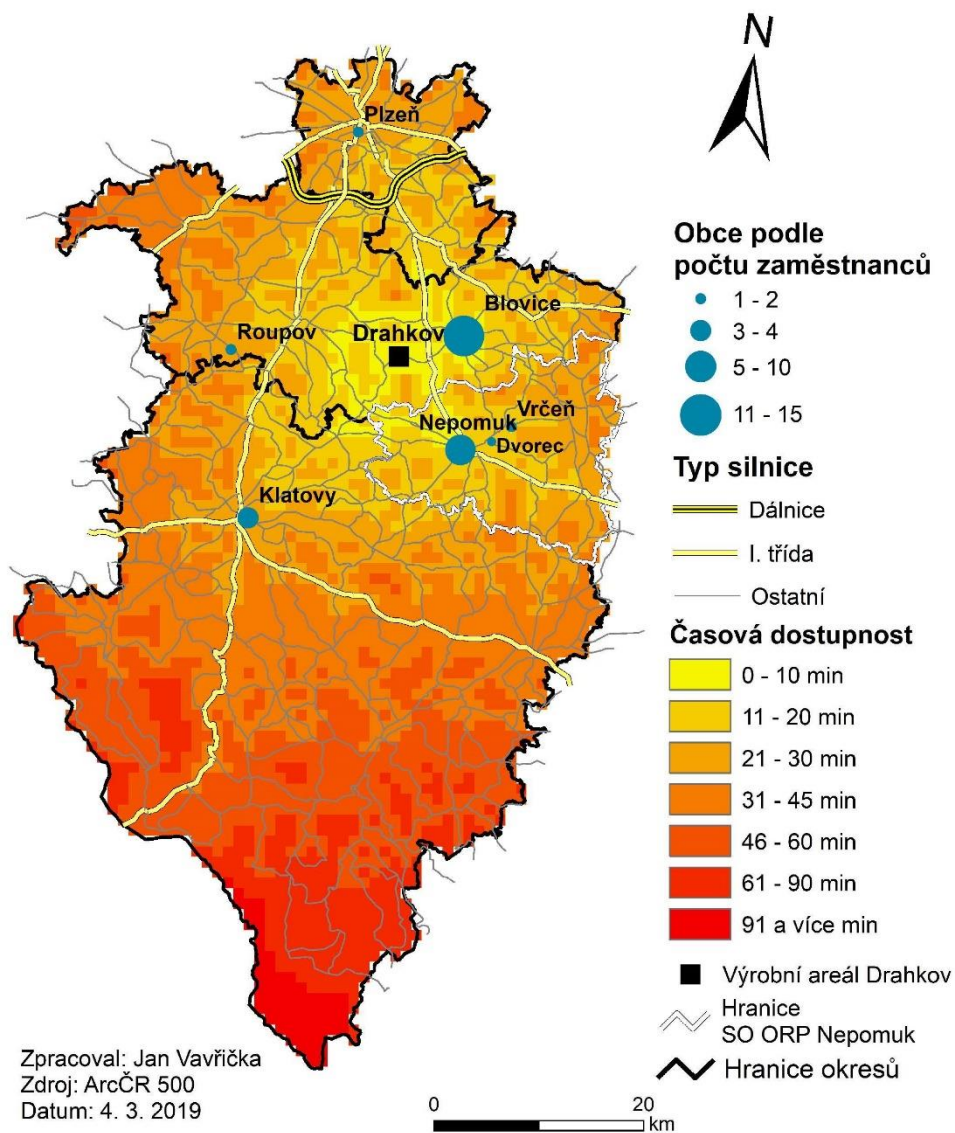 N
Plzeň
Blovice
Roupov
Drahkov
Vrčeň
Nepomuk
Dvorec
Klatovy
Obce podle
počtu zaměstnanců
1 - 2
3 - 4
5 - 10
11 - 15
Typ silnice
Dálnice
I. třída
Ostatní
Časová dostupnost
0 - 10 min
11 - 20 min
21 - 30 min
31 - 45 min
46 - 60 min
61 - 90 min
91 a více min
Výrobní areál Drahkov
Hranice
SO ORP Nepomuk
Hranice okresů
Zpracoval: Jan Vavřička
Zdroj: ArcČR 500
Datum: 4. 3. 2019
0 20
km